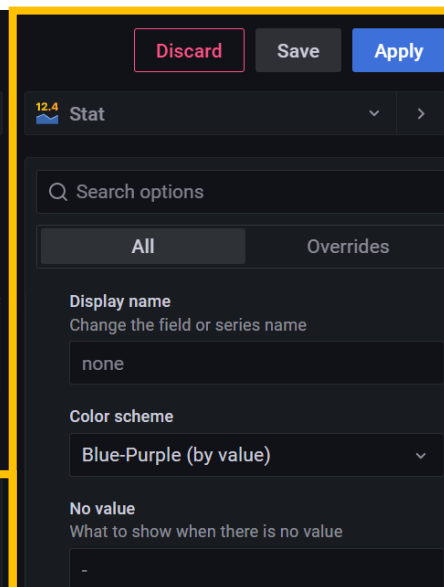 Discard Save Apply
12.4 Stat
Search options
All Overrides
Display name
Change the field or series name
none
Color scheme
Blue-Purple (by value)
No value
What to show when there is no value
-